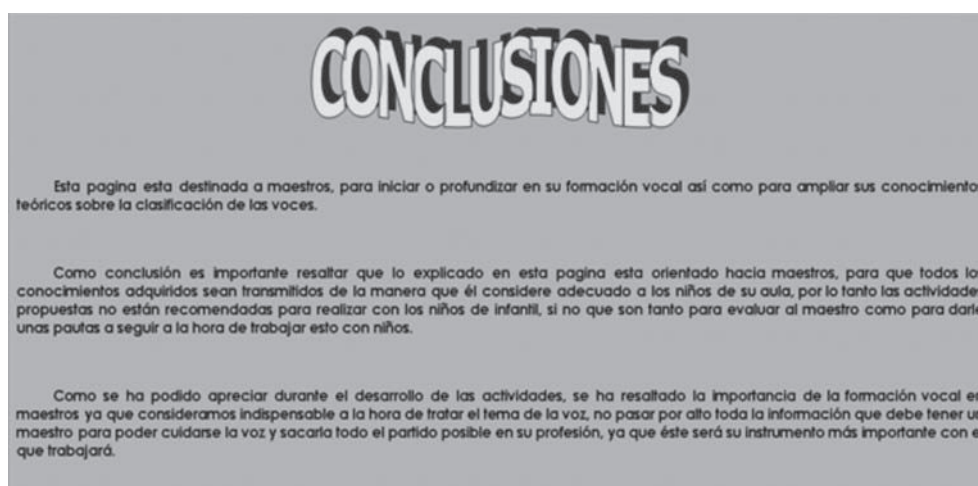 CONCLUSIONES
Esta pagina esta destinada a maestros, para iniciar o profundizar en su formación vocal así como para ampliar sus conocimiento
teóricos sobre la clasificación de las voces.
Como conclusión es importante resaltar que lo explicado en esta pagina esta orientado hacia maestros, para que todos lo
conocimientos adquiridos sean transmitidos de la manera que él considere adecuado a los niños de su aula, por lo tanto las actividade
propuestas no están recomendadas para realizar con los niños de infantil, si no que son tanto para evaluar al maestro como para darle
unas pautas a seguir a la hora de trabajar esto con niños.
Como se ha podido apreciar durante el desarrollo de las actividades, se ha resaltado la importancia de la formación vocal en
maestros ya que consideramos indispensable a la hora de tratar el tema de la voz, no pasar por alto toda la información que debe tener un
maestro para poder cuidarse la voz y sacarla todo el partido posible en su profesión, ya que éste será su instrumento más importante con e
que trabajará.